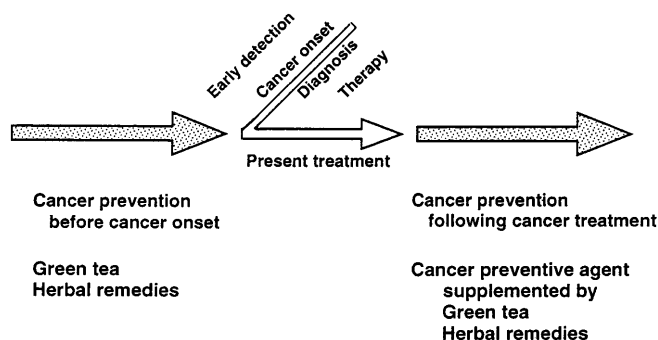 Early detection
Cancer onset
Diagnosis
Therapy
Present treatment
Cancer prevention
before cancer onset
Green tea
Herbal remedies
Cancer prevention
following cancer treatment
Cancer preventive agent
supplemented by
Green tea
Herbal remedies